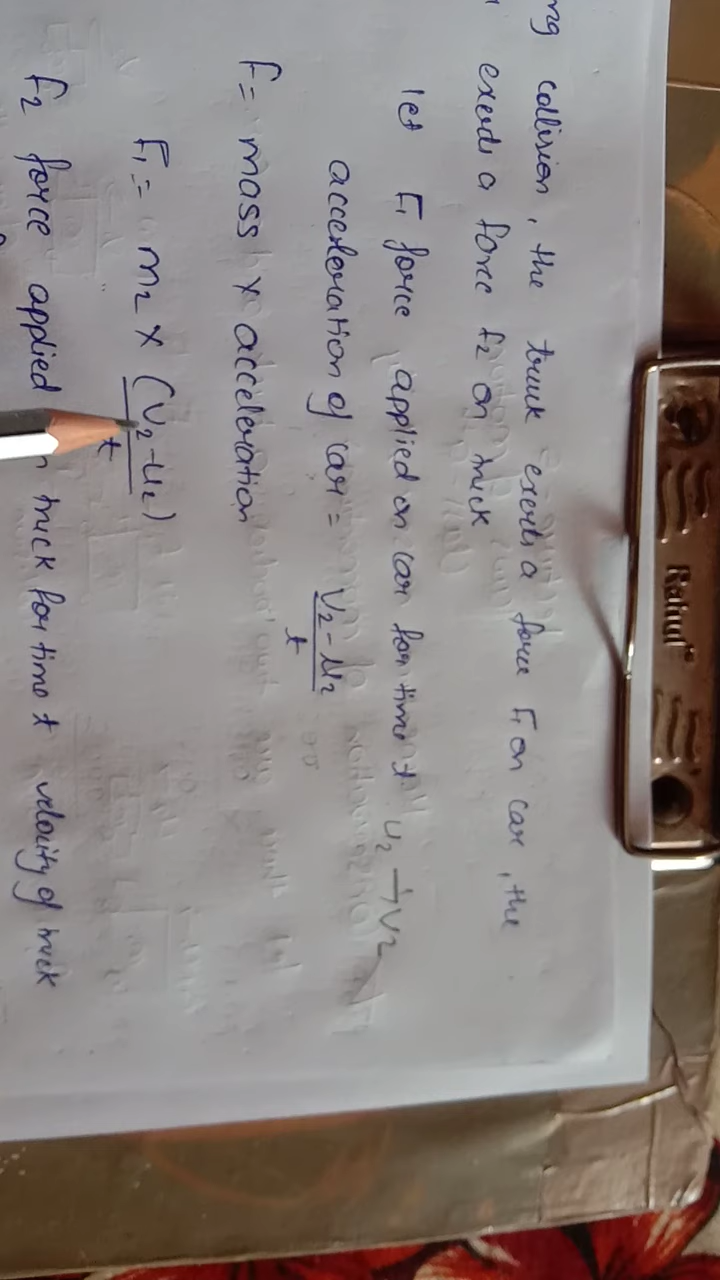 ng collision, the truck exerts a force F1 on car, the
exerts a force f2 on truck
let F1 force applied on car for time t u2 → v2
acceleration of car = v2 - u2 / t
F = mass × acceleration
F1 = m2 × (v2 - u2) / t
f2 force applied truck for time t velocity of truck
Rahul